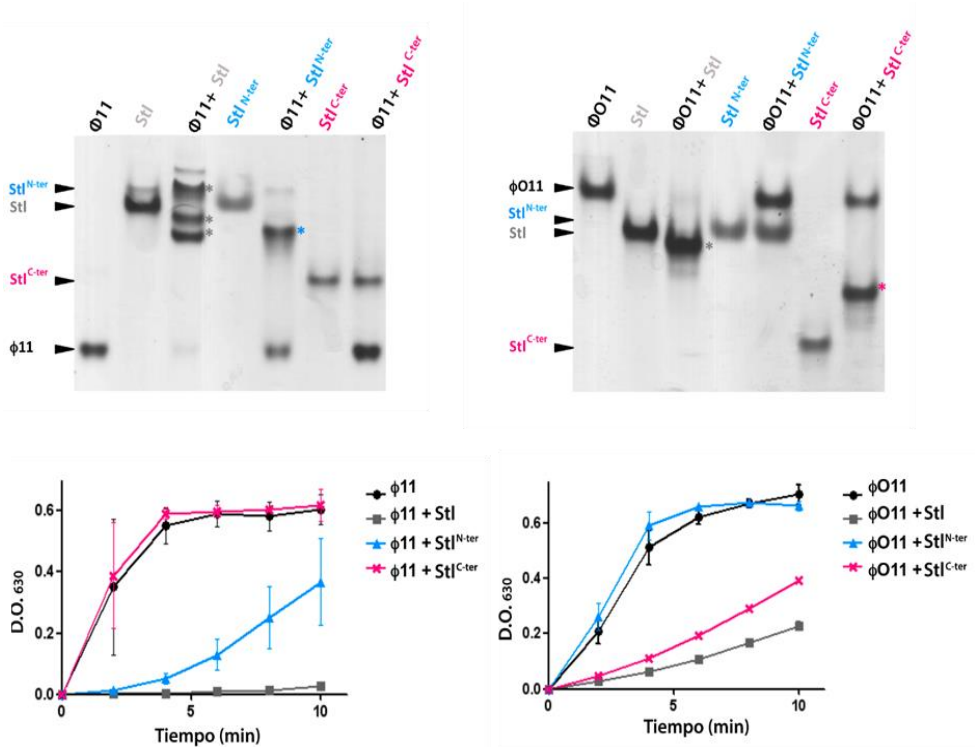 Φ11
Stl
Φ11+ Stl
Stl N-ter
Φ11+ Stl N-ter
Stl C-ter
Φ11+ Stl C-ter
Stl N-ter
Stl
Stl C-ter
ϕ11
*
*
*
*
ΦO11
Stl
ΦO11+ Stl
Stl N-ter
ΦO11+ Stl N-ter
Stl C-ter
ΦO11+ Stl C-ter
ϕO11
Stl N-ter
Stl
Stl C-ter
*
*
D.O. 630
0.6
0.4
0.2
0.0
0
5
10
Tiempo (min)
ϕ11
ϕ11 + Stl
ϕ11 + Stl N-ter
ϕ11 + Stl C-ter
D.O. 630
0.6
0.4
0.2
0.0
0
5
10
Tiempo (min)
ϕO11
ϕO11 + Stl
ϕO11 + Stl N-ter
ϕO11 + Stl C-ter